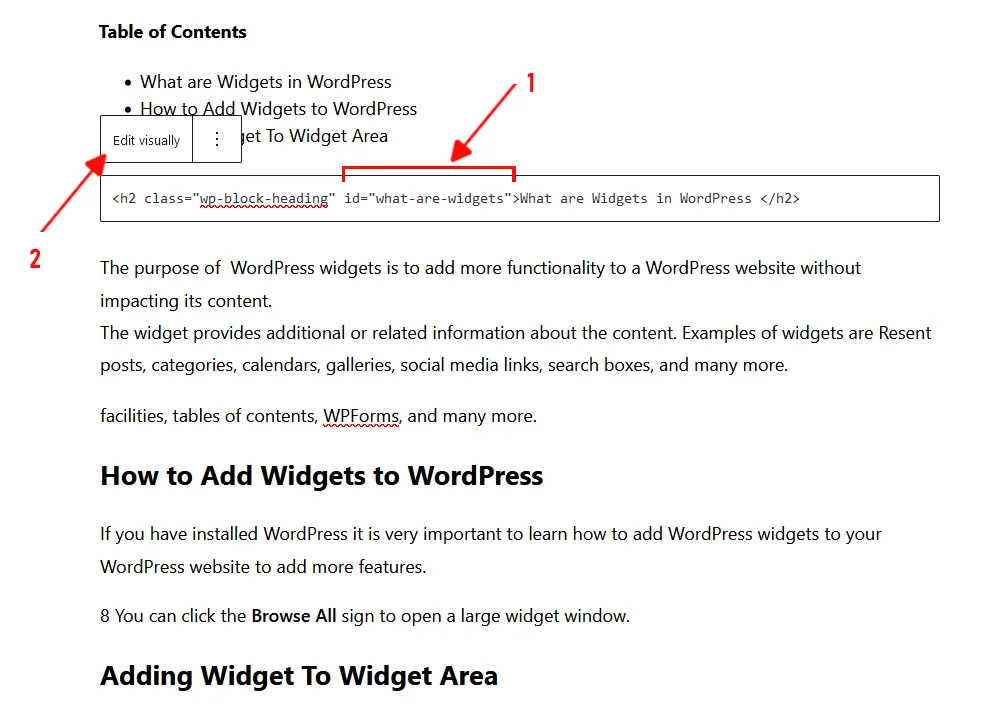 Table of Contents
What are Widgets in WordPress
How to Add Widgets to WordPress
1
Edit visually
get To Widget Area
<h2 class="wp-block-heading" id="what-are-widgets">What are Widgets in WordPress </h2>
2
The purpose of  WordPress widgets is to add more functionality to a WordPress website without
impacting its content.
The widget provides additional or related information about the content. Examples of widgets are Resent
posts, categories, calendars, galleries, social media links, search boxes, and many more.
facilities, tables of contents, WPForms, and many more.
How to Add Widgets to WordPress
If you have installed WordPress it is very important to learn how to add WordPress widgets to your
WordPress website to add more features.
8 You can click the Browse All sign to open a large widget window.
Adding Widget To Widget Area